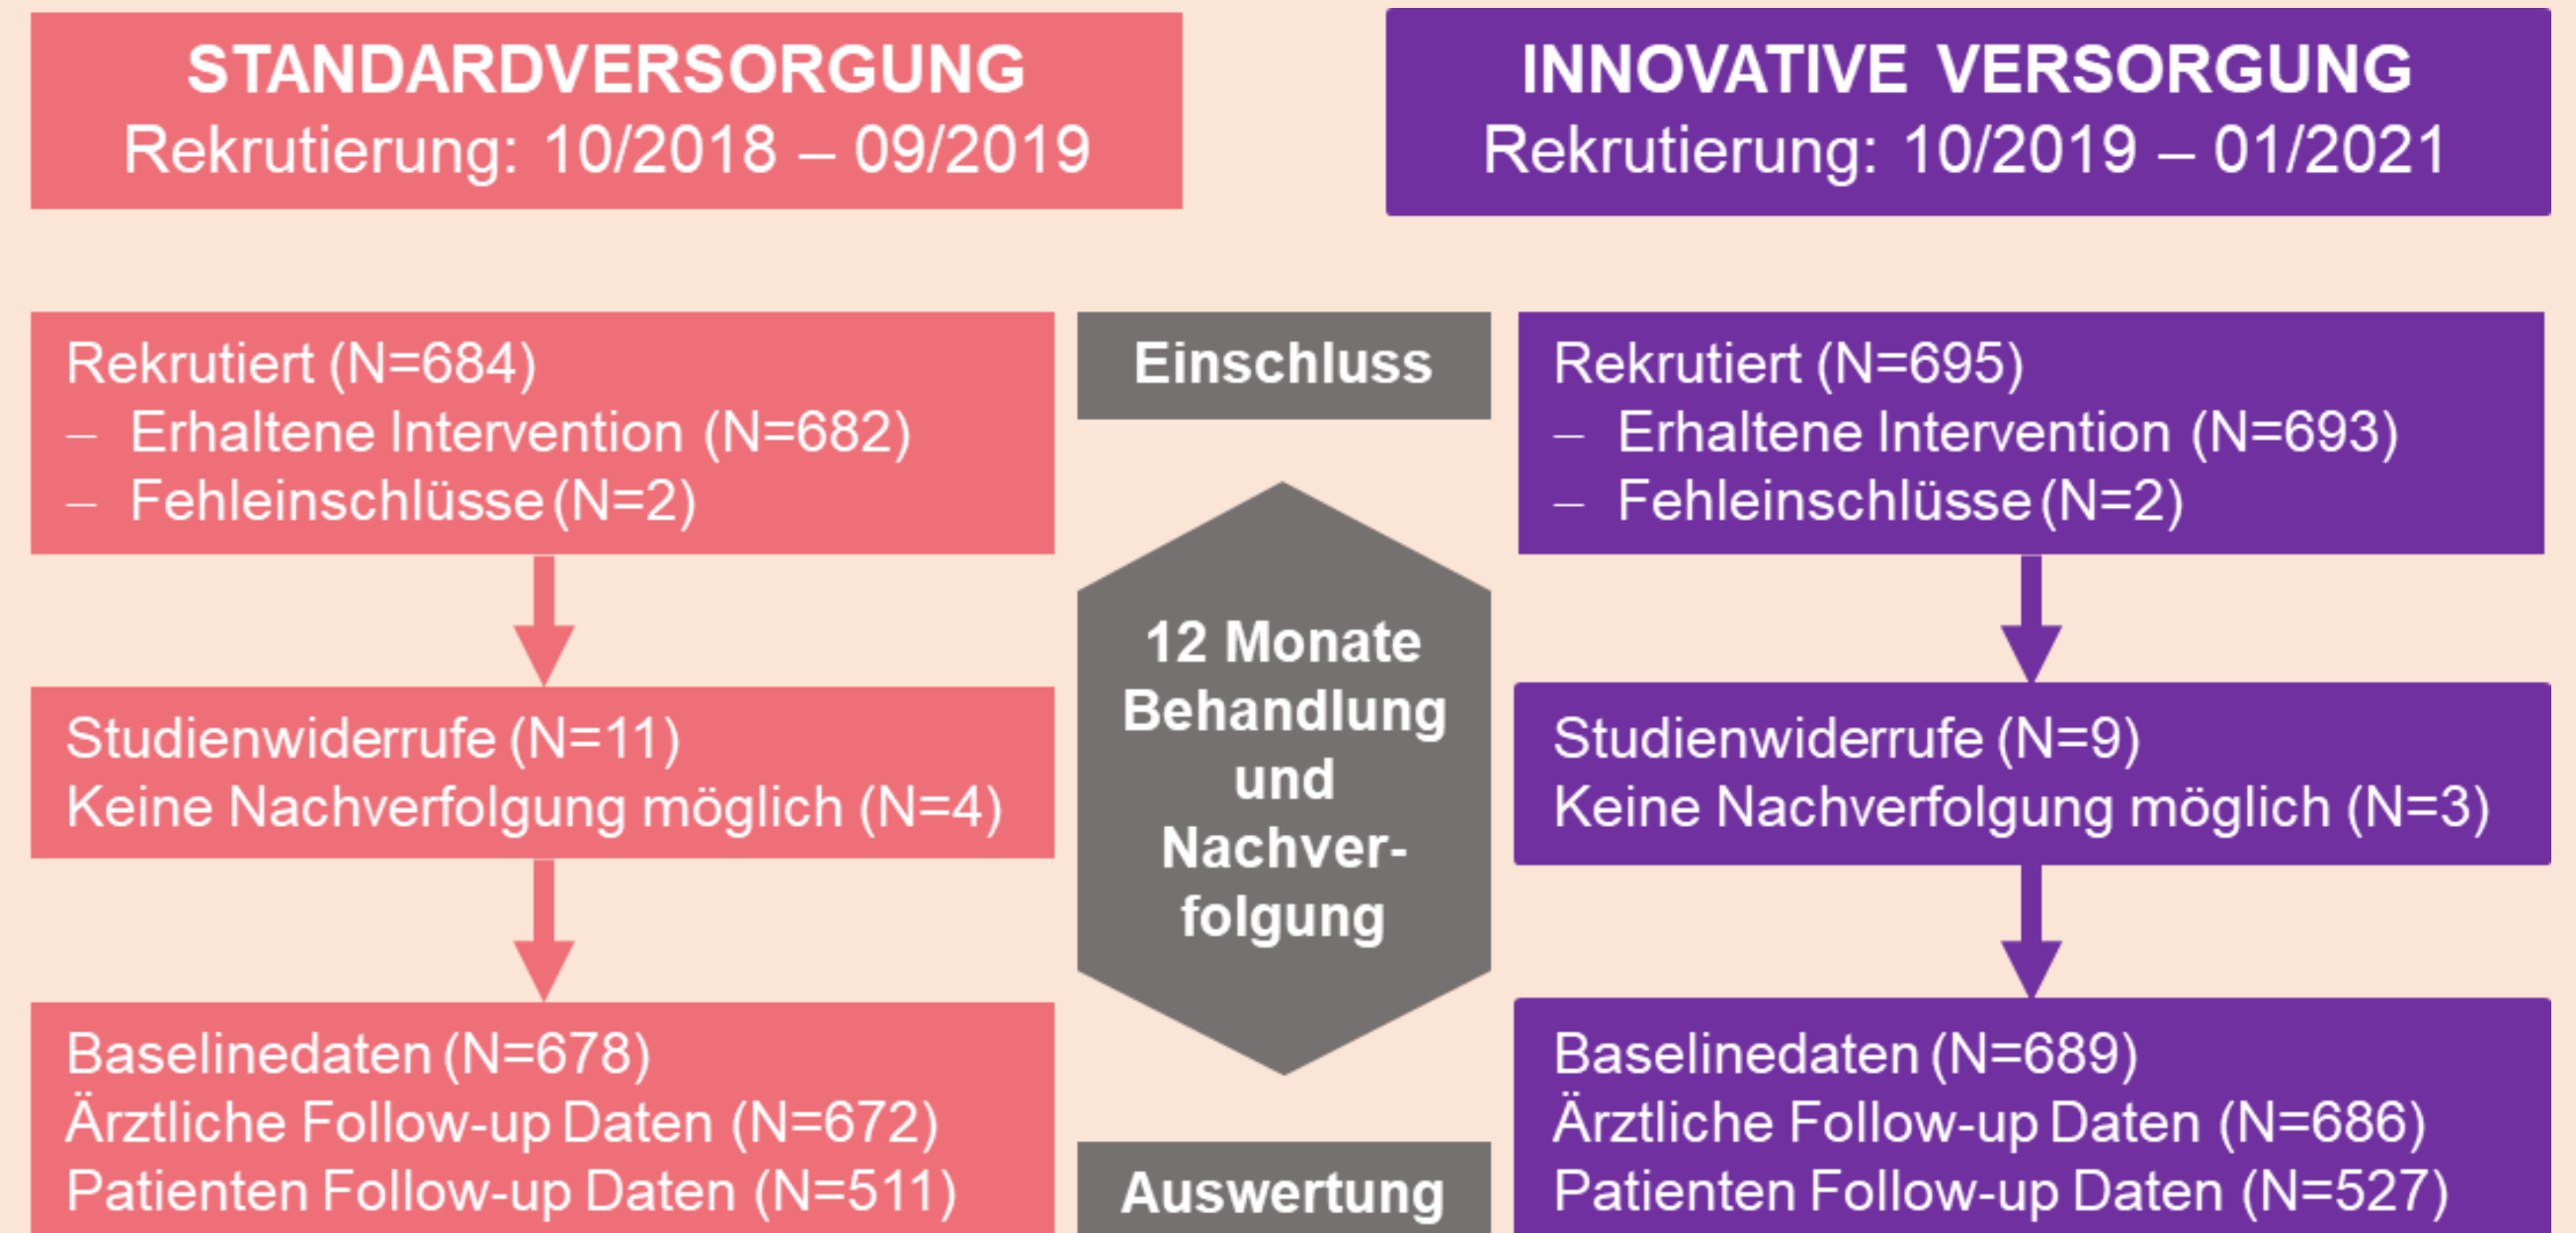 STANDARDVERSORGUNG
Rekrutierung: 10/2018 – 09/2019
INNOVATIVE VERSORGUNG
Rekrutierung: 10/2019 – 01/2021
Rekrutiert (N=684)
– Erhaltene Intervention (N=682)
– Fehleinschlüsse (N=2)
Einschluss
Rekrutiert (N=695)
– Erhaltene Intervention (N=693)
– Fehleinschlüsse (N=2)
12 Monate
Behandlung
und
Nachver-
folgung
Studienwiderrufe (N=11)
Keine Nachverfolgung möglich (N=4)
Studienwiderrufe (N=9)
Keine Nachverfolgung möglich (N=3)
Baselinedaten (N=678)
Ärztliche Follow-up Daten (N=672)
Patienten Follow-up Daten (N=511)
Auswertung
Baselinedaten (N=689)
Ärztliche Follow-up Daten (N=686)
Patienten Follow-up Daten (N=527)